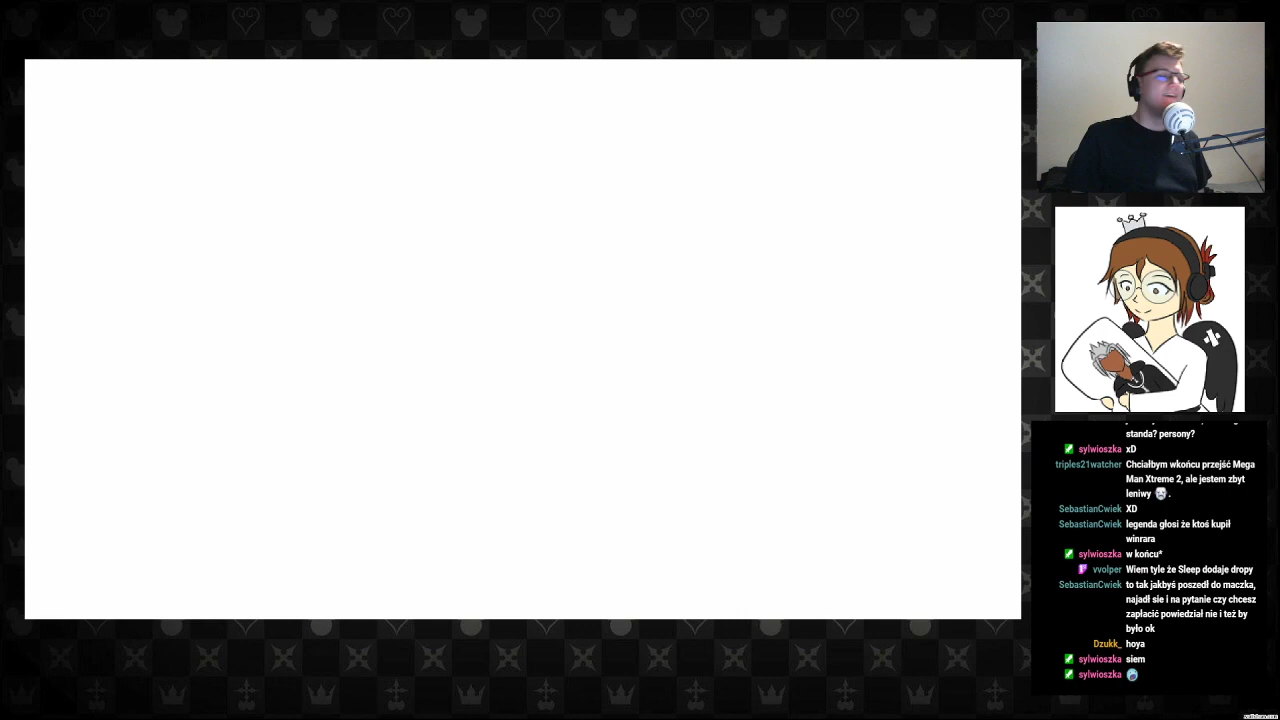 standa? persony?
sylwioszka xD
triples21watcher Chciałbym wkońcu przejść Mega
Man Xtreme 2, ale jestem zbyt
leniwy .
SebastianCwiek XD
SebastianCwiek legenda głosi że ktoś kupił
winrara
sylwioszka w końcu*
vvolper Wiem tyle że Sleep dodaje dropy
SebastianCwiek to tak jakbyś poszedł do maczka,
najadł sie i na pytanie czy chcesz
zapłacić powiedział nie i też by
było ok
Dzukk_ hoya
sylwioszka siem
sylwioszka